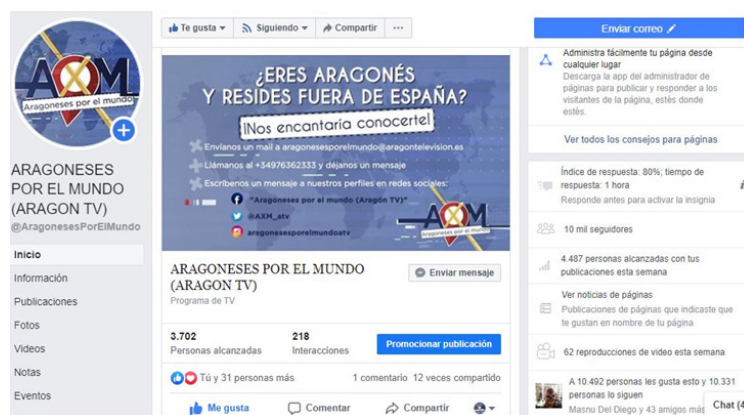 Te gusta
Siguiendo
Compartir
Enviar correo
AXM
Aragoneses por el mundo
ARAGONESES
POR EL MUNDO
(ARAGON TV)
@AragonesesPorElMundo
Inicio
Información
Publicaciones
Fotos
Videos
Notas
Eventos
¿ERES ARAGONÉS
Y RESIDES FUERA DE ESPAÑA?
¡Nos encantaría conocerte!
Envíanos un mail a aragonesesporelmundo@aragontelevision.es
Llámanos al +34976362333 y déjanos un mensaje
Escríbenos un mensaje a nuestros perfiles en redes sociales:
"Aragoneses por el mundo (Aragón TV)"
@AXM_atv
aragonesesporelmundoatv
AXM
Aragoneses por el mundo
ARAGONESES POR EL MUNDO
(ARAGON TV)
Programa de TV
Enviar mensaje
3.702
Personas alcanzadas
218
Interacciones
Promocionar publicación
Tú y 31 personas más
1 comentario 12 veces compartido
Me gusta
Comentar
Compartir
Administra fácilmente tu página desde
cualquier lugar
Descarga la app del administrador de
páginas para publicar y responder a los
visitantes de la página, estés donde
estés.
Ver todos los consejos para páginas
Índice de respuesta: 80%; tiempo de
respuesta: 1 hora
Responde antes para activar la insignia
10 mil seguidores
4.487 personas alcanzadas con tus
publicaciones esta semana
Ver noticias de páginas
Publicaciones de páginas que indicaste que
te gustan en nombre de tu página
62 reproducciones de video esta semana
A 10.492 personas les gusta esto y 10.331
personas lo siguen
Masnu Del Diego y 43 amigos más
Chat (4